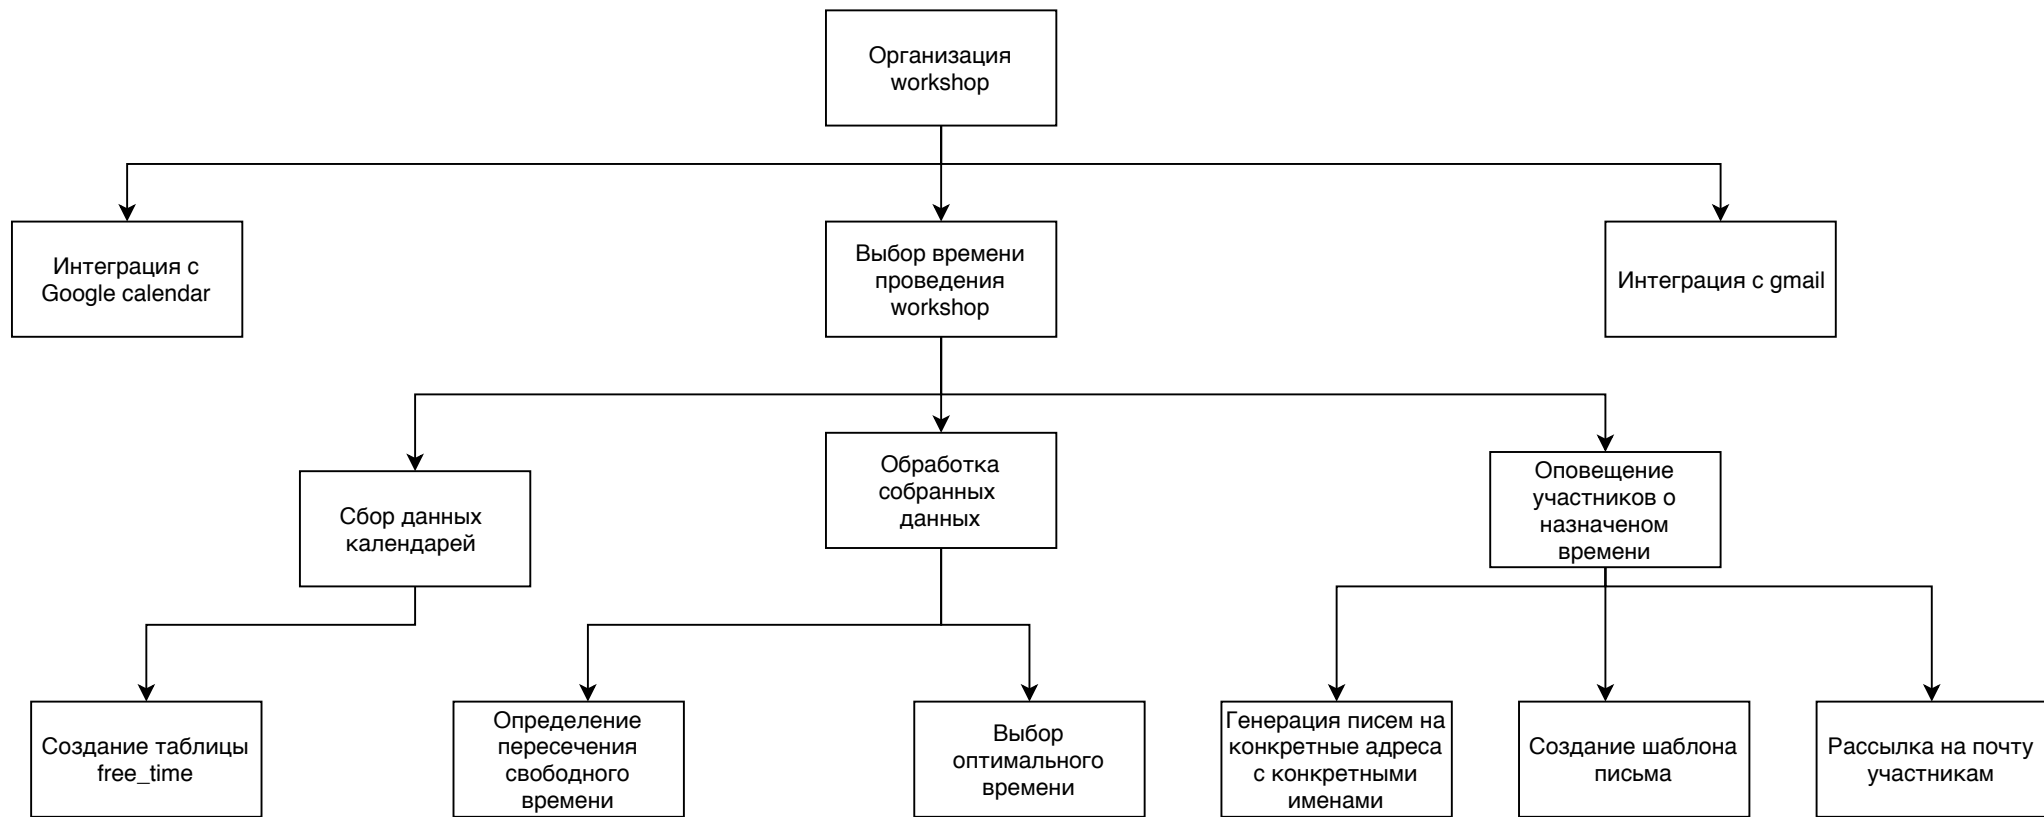 Организация
workshop
Интеграция с
Google calendar
Выбор времени
проведения
workshop
Интеграция с gmail
Сбор данных
календарей
Обработка
собранных
данных
Оповещение
участников о
назначеном
времени
Создание таблицы
free_time
Определение
пересечения
свободного
времени
Выбор
оптимального
времени
Генерация писем на
конкретные адреса
с конкретными
именами
Создание шаблона
письма
Рассылка на почту
участникам